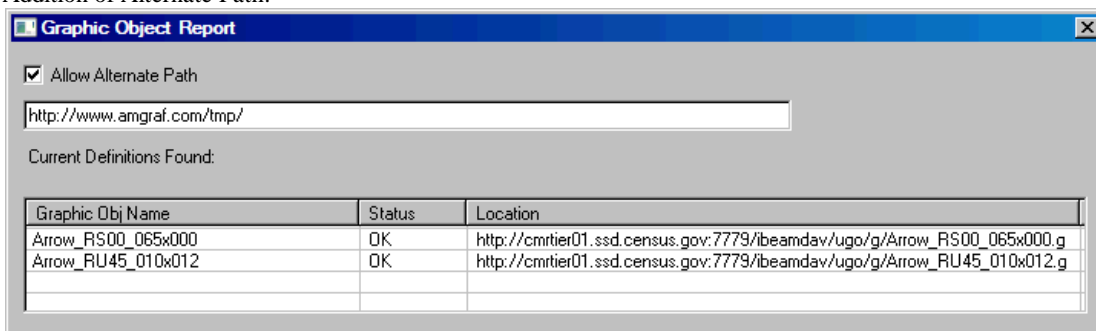 Addition of Alternate Path.
Graphic Object Report
Allow Alternate Path
http://www.amgraf.com/tmp/
Current Definitions Found:
Graphic Obj Name Status Location
Arrow_RS00_065x000 OK http://cmrtier01.ssd.census.gov:7779/ibeamdav/ugo/g/Arrow_RS00_065x000.g
Arrow_RU45_010x012 OK http://cmrtier01.ssd.census.gov:7779/ibeamdav/ugo/g/Arrow_RU45_010x012.g